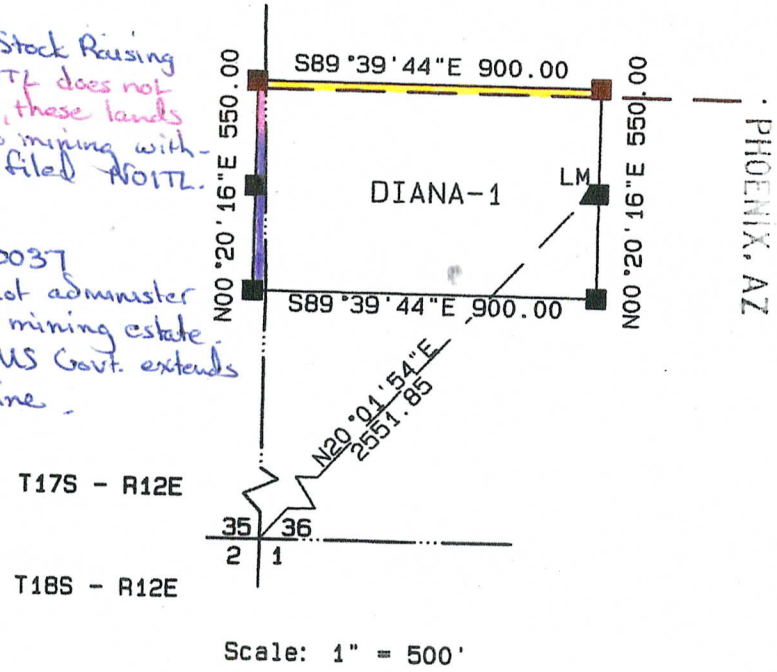 Stock Raising
TL does not
, these lands
mining with-
filed NOITL.
0037
ot administer
mining estate.
US Govt. extends
ine.
S89°39'44"E 900.00
N00°20'16"E 550.00
DIANA-1
LM
N00°20'16"E 550.00
PHOENIX, AZ
S89°39'44"E 900.00
N20°01'54"E
2551.85
T17S - R12E
35 36
2 1
T18S - R12E
Scale: 1" = 500'